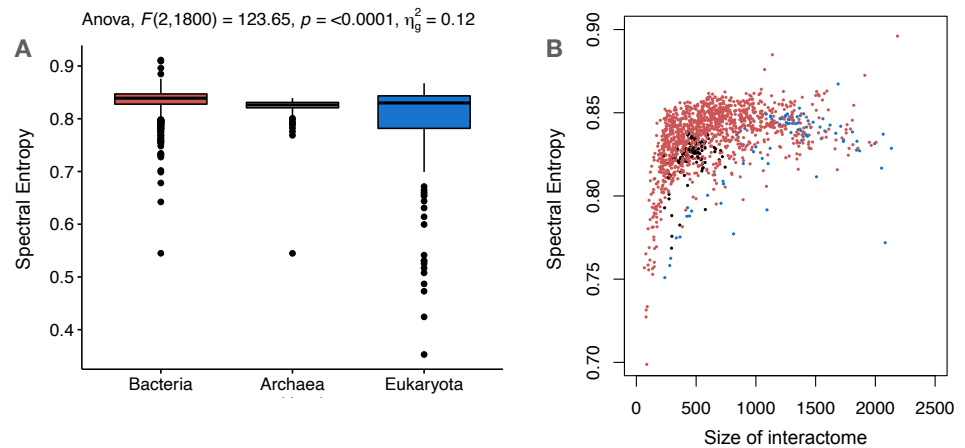 Anova, F(2,1800) = 123.65, p = <0.0001, η²g = 0.12
A
Spectral Entropy
0.9
0.8
0.7
0.6
0.5
0.4
Bacteria Archaea Eukaryota
B
Spectral Entropy
0.90
0.85
0.80
0.75
0.70
0 500 1000 1500 2000 2500
Size of interactome